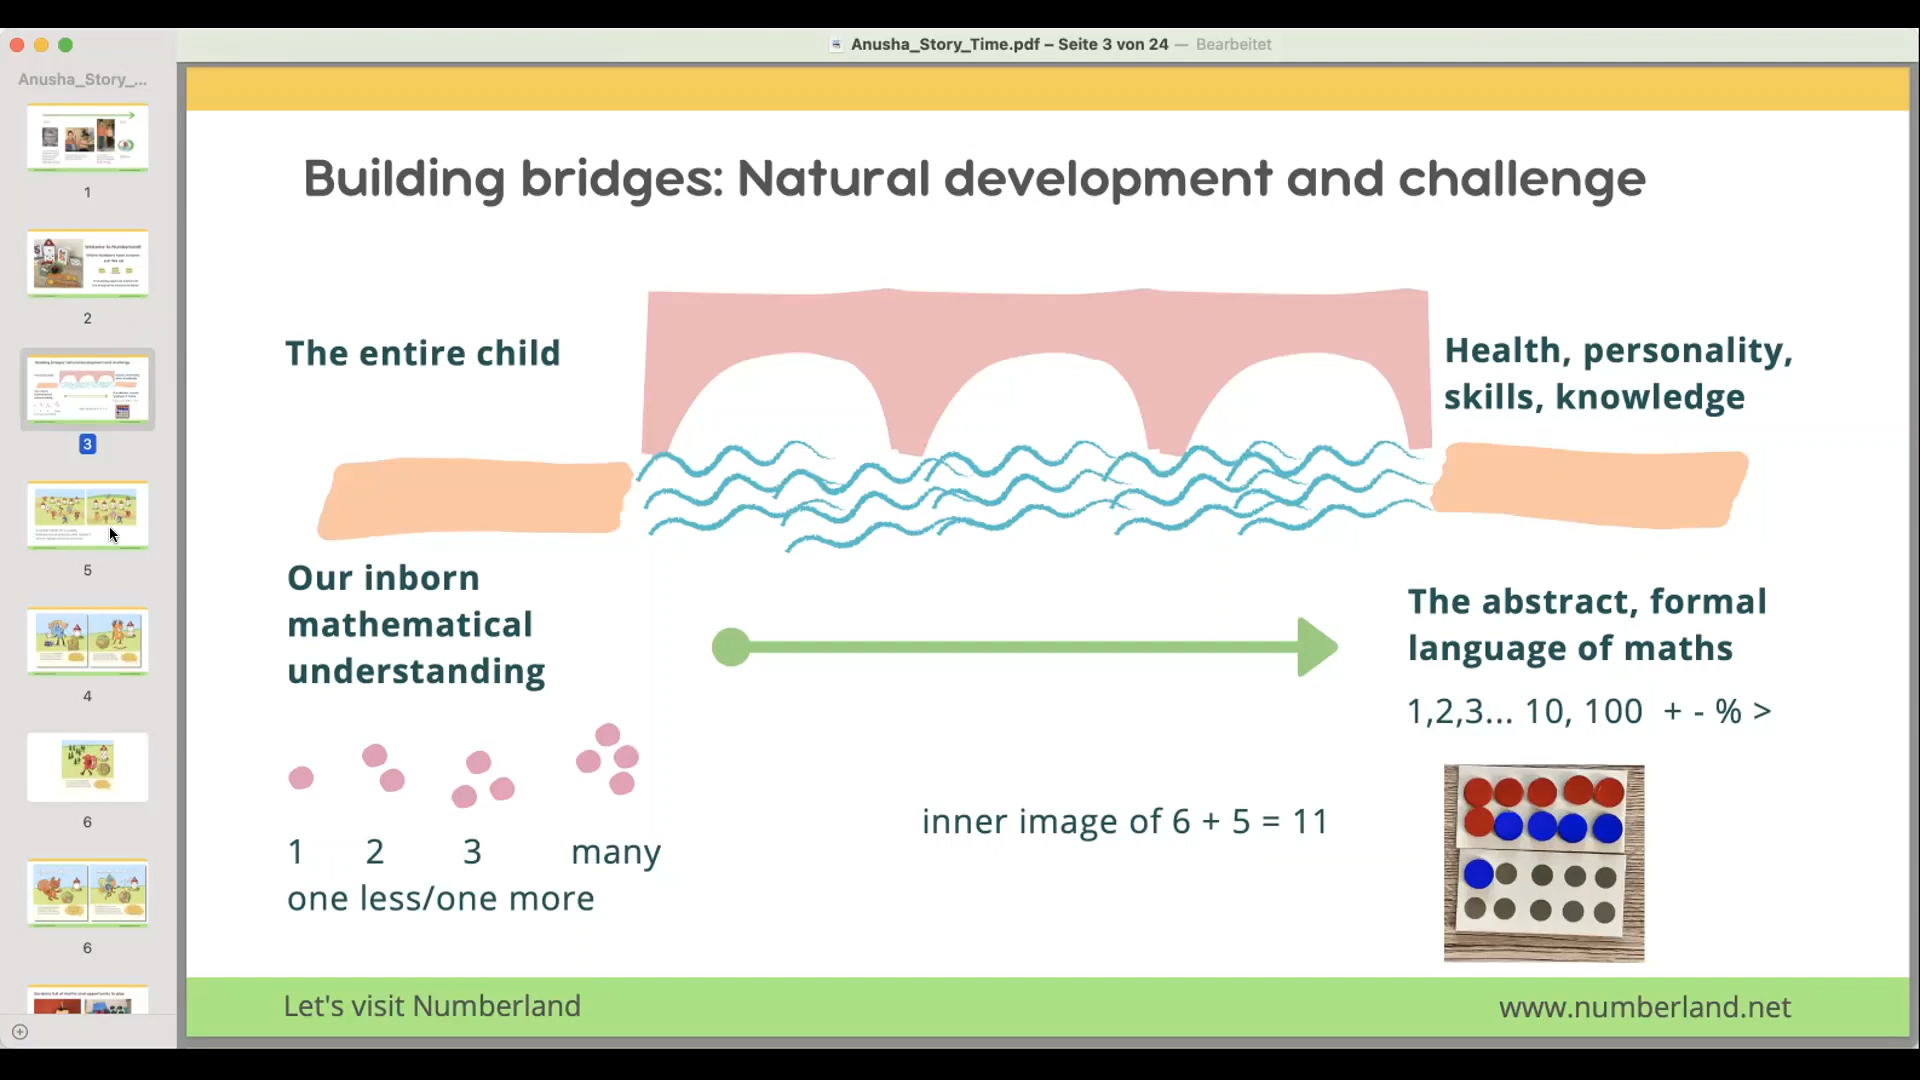 Anusha_Story_Time.pdf – Seite 3 von 24 — Bearbeitet
Anusha_Story_...
1
2
3
5
4
6
6
Building bridges: Natural development and challenge
The entire child
Health, personality,
skills, knowledge
Our inborn
mathematical
understanding
The abstract, formal
language of maths
1,2,3... 10, 100 + - % >
1 2 3 many
one less/one more
inner image of 6 + 5 = 11
Let's visit Numberland
www.numberland.net